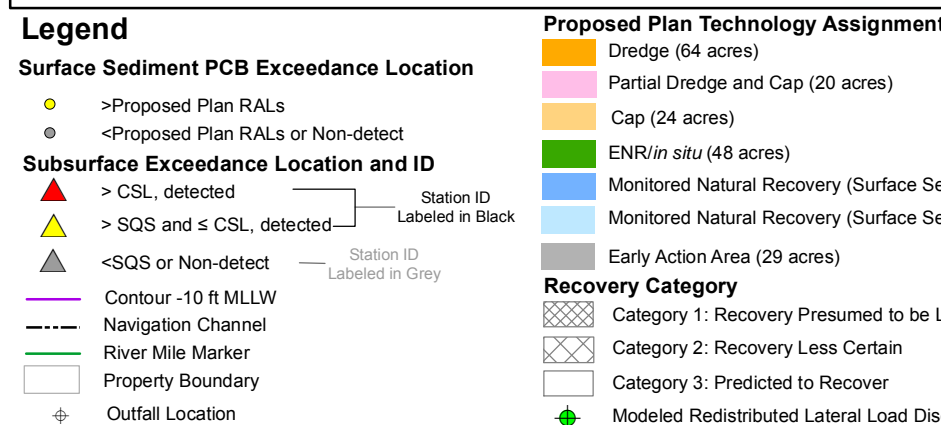 Legend
Surface Sediment PCB Exceedance Location
>Proposed Plan RALs
<Proposed Plan RALs or Non-detect
Subsurface Exceedance Location and ID
> CSL, detected
> SQS and ≤ CSL, detected
Station ID
Labeled in Black
<SQS or Non-detect
Station ID
Labeled in Grey
Contour -10 ft MLLW
Navigation Channel
River Mile Marker
Property Boundary
Outfall Location
Proposed Plan Technology Assignment
Dredge (64 acres)
Partial Dredge and Cap (20 acres)
Cap (24 acres)
ENR/in situ (48 acres)
Monitored Natural Recovery (Surface
Monitored Natural Recovery (Surface
Early Action Area (29 acres)
Recovery Category
Category 1: Recovery Presumed to be
Category 2: Recovery Less Certain
Category 3: Predicted to Recover
Modeled Redistributed Lateral Load